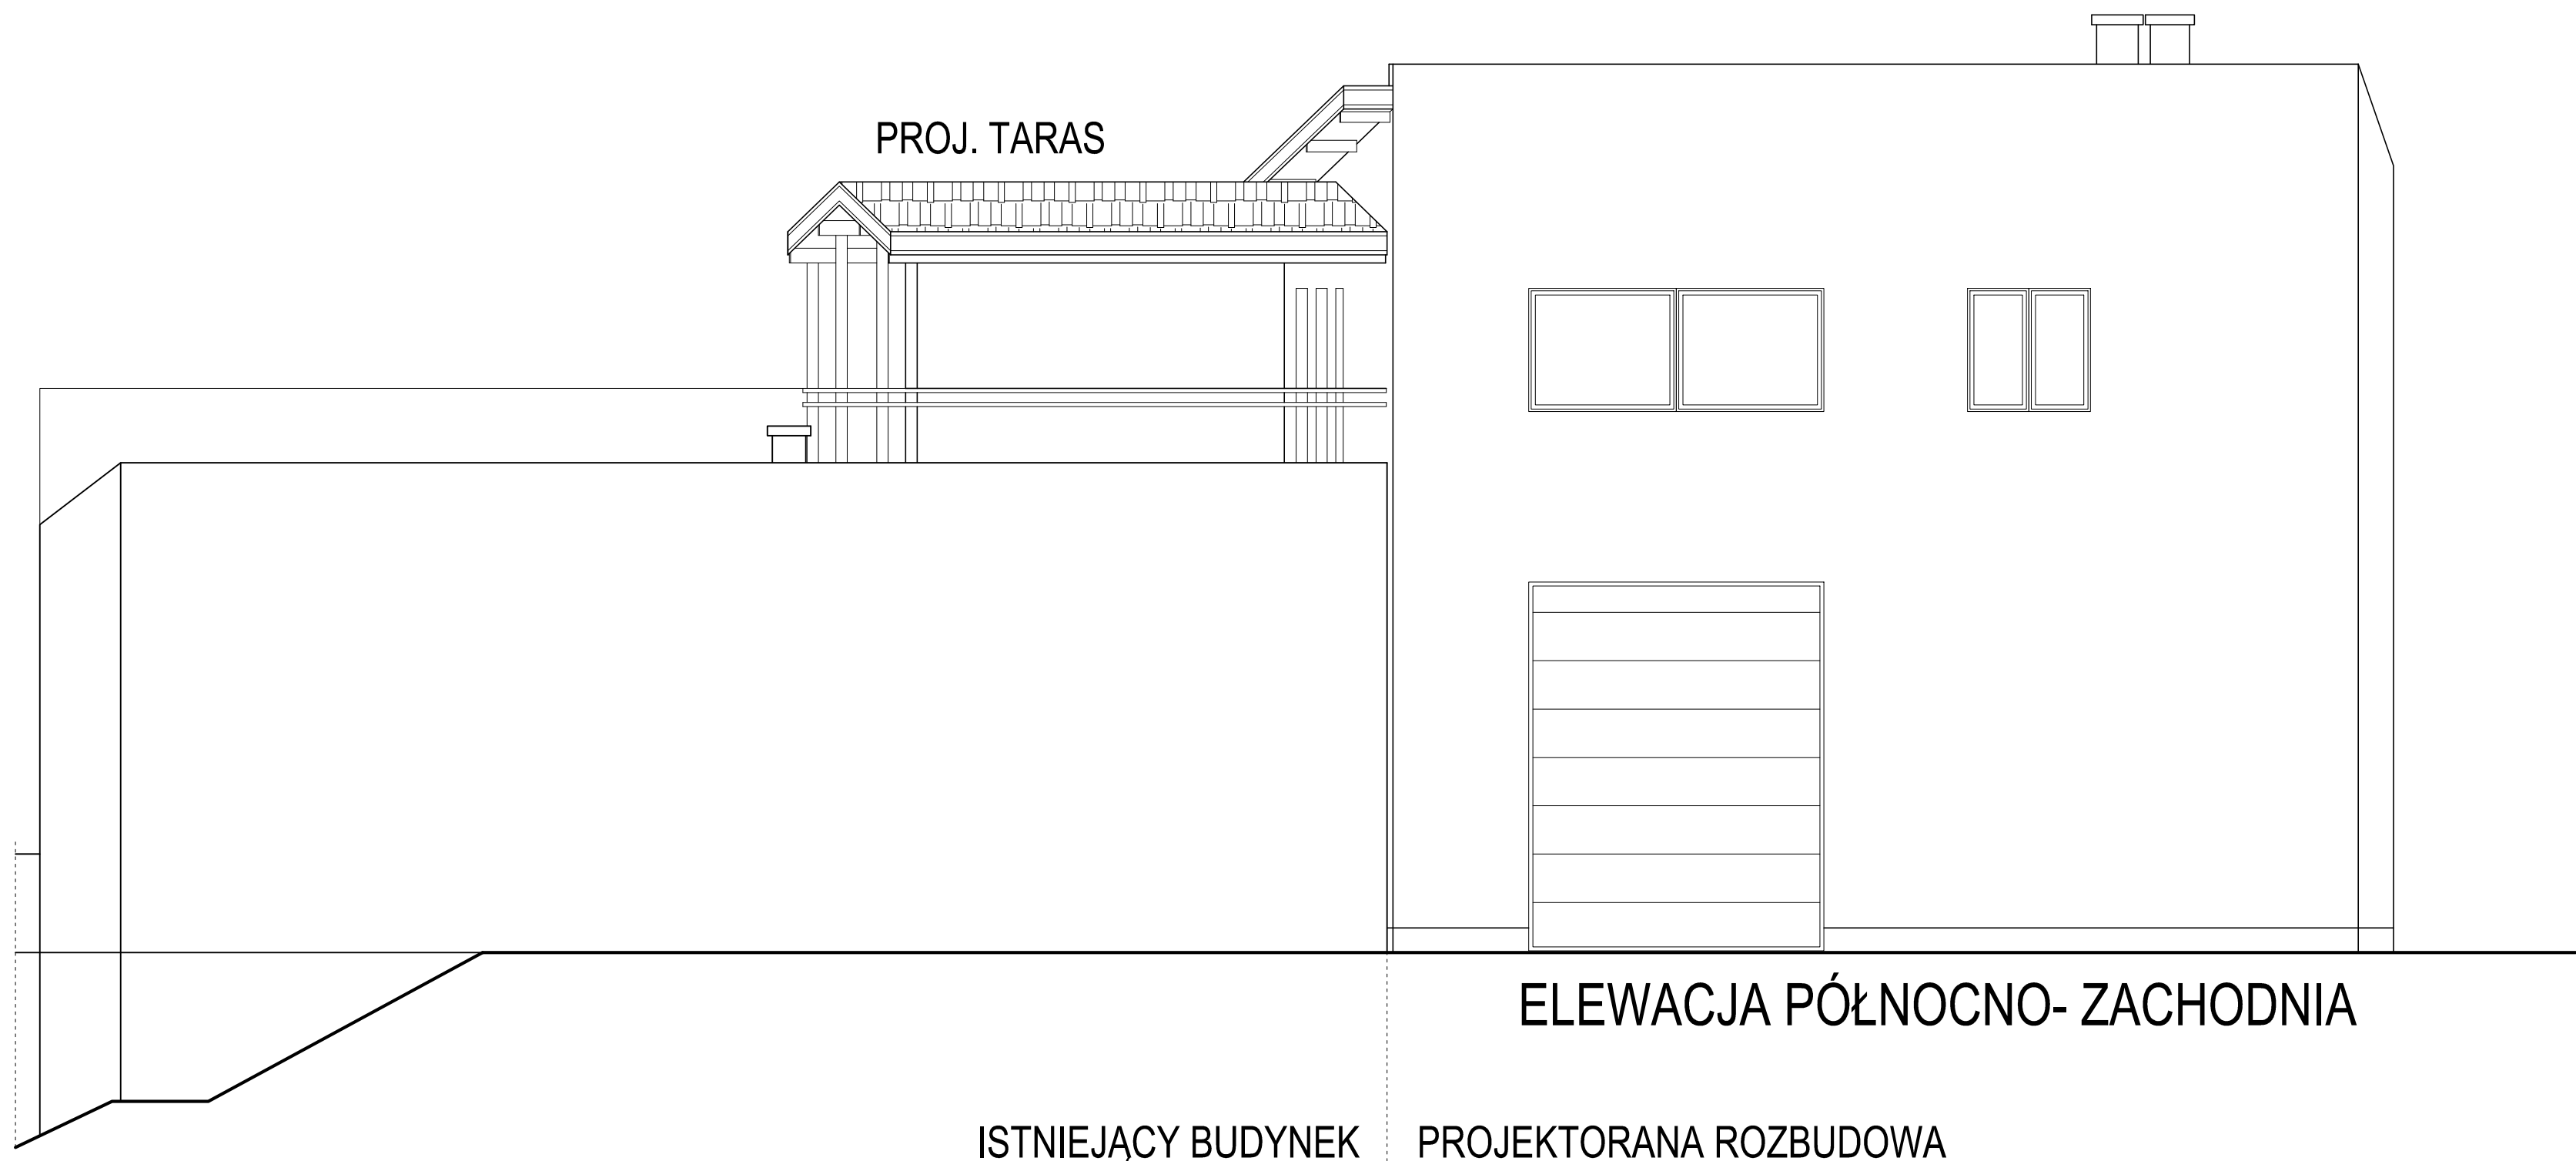 PROJ. TARAS
ELEWACJA PÓŁNOCNO- ZACHODNIA
ISTNIEJĄCY BUDYNEK
PROJEKTORANA ROZBUDOWA